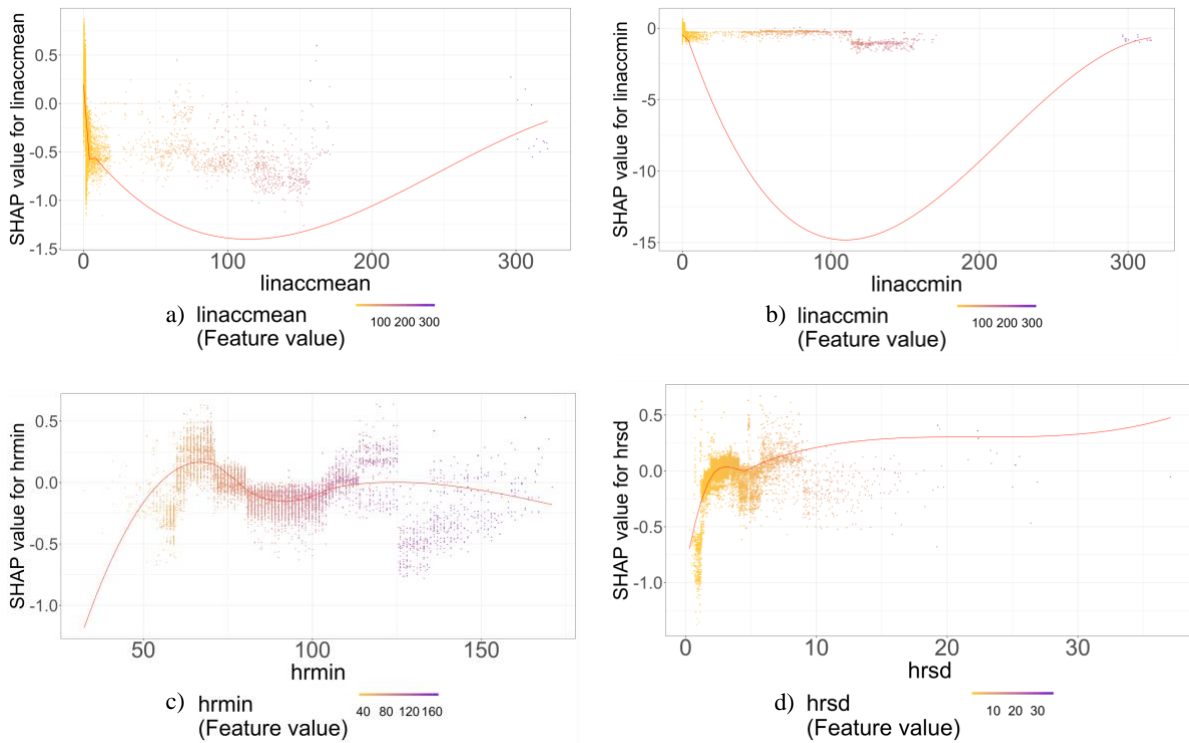 SHAP value for linaccmean
0.5
0.0
-0.5
-1.0
-1.5
0 100 200 300
linaccmean
a) linaccmean
(Feature value)
100 200 300
SHAP value for linaccmin
0
-5
-10
-15
0 100 200 300
linaccmin
b) linaccmin
(Feature value)
100 200 300
SHAP value for hrmin
0.5
0.0
-0.5
-1.0
50 100 150
hrmin
c) hrmin
(Feature value)
40 80 120 160
SHAP value for hrsd
0.5
0.0
-0.5
-1.0
0 10 20 30
hrsd
d) hrsd
(Feature value)
10 20 30